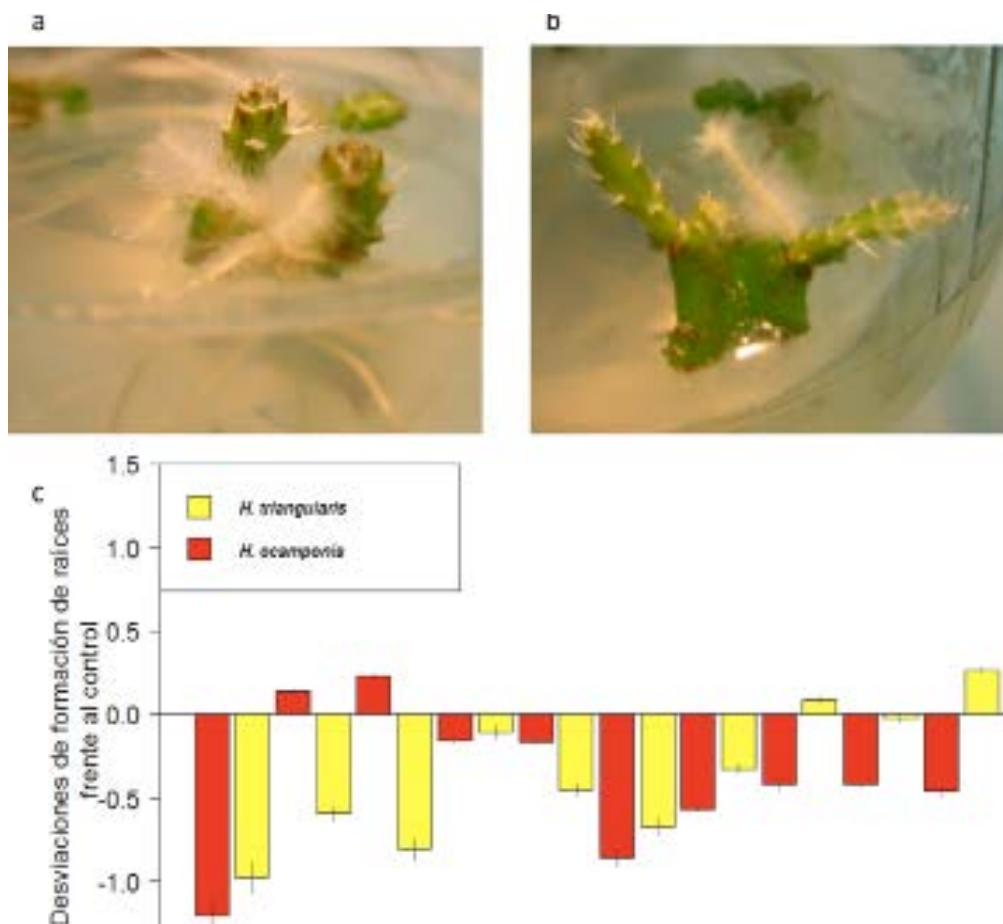 a
b
c
Desviaciones de formación de raíces
frente al control
1.5
1.0
0.5
0.0
-0.5
-1.0
H. triangularis
H. ocamponis